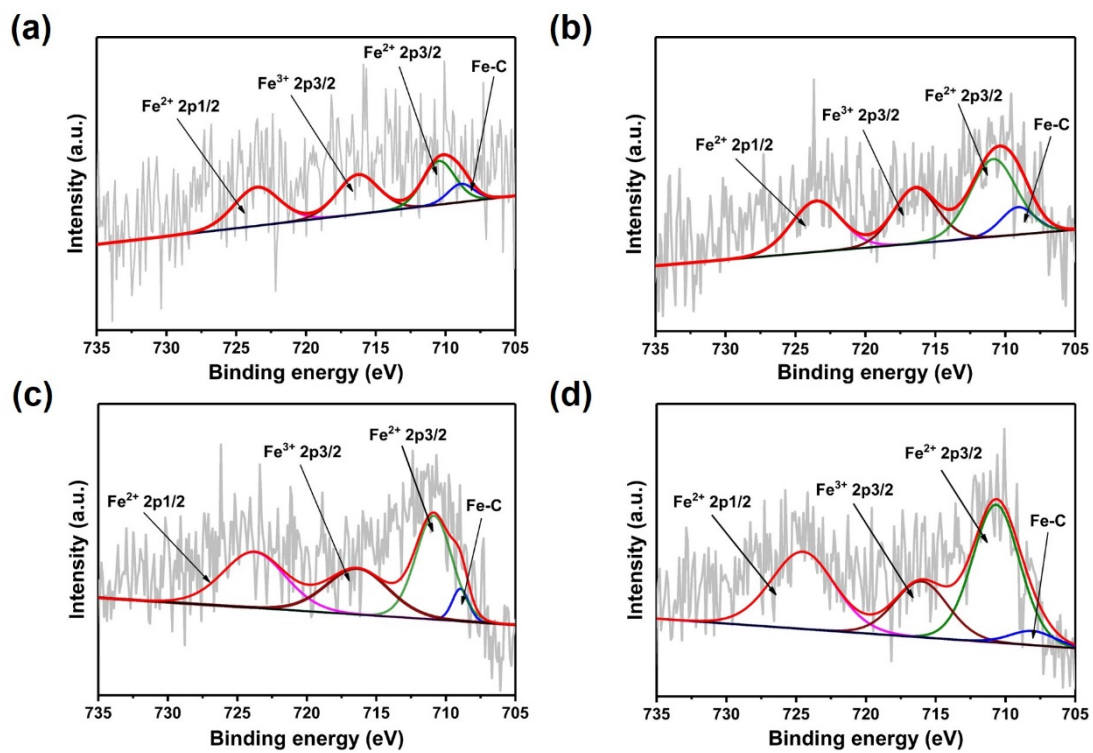 (a)
Fe²⁺ 2p3/2
Fe-C
Fe³⁺ 2p3/2
Fe²⁺ 2p1/2
Intensity (a.u.)
735 730 725 720 715 710 705
Binding energy (eV)
(b)
Fe²⁺ 2p3/2
Fe-C
Fe³⁺ 2p3/2
Fe²⁺ 2p1/2
Intensity (a.u.)
735 730 725 720 715 710 705
Binding energy (eV)
(c)
Fe²⁺ 2p3/2
Fe³⁺ 2p3/2
Fe²⁺ 2p1/2
Fe-C
Intensity (a.u.)
735 730 725 720 715 710 705
Binding energy (eV)
(d)
Fe²⁺ 2p3/2
Fe³⁺ 2p3/2
Fe²⁺ 2p1/2
Fe-C
Intensity (a.u.)
735 730 725 720 715 710 705
Binding energy (eV)